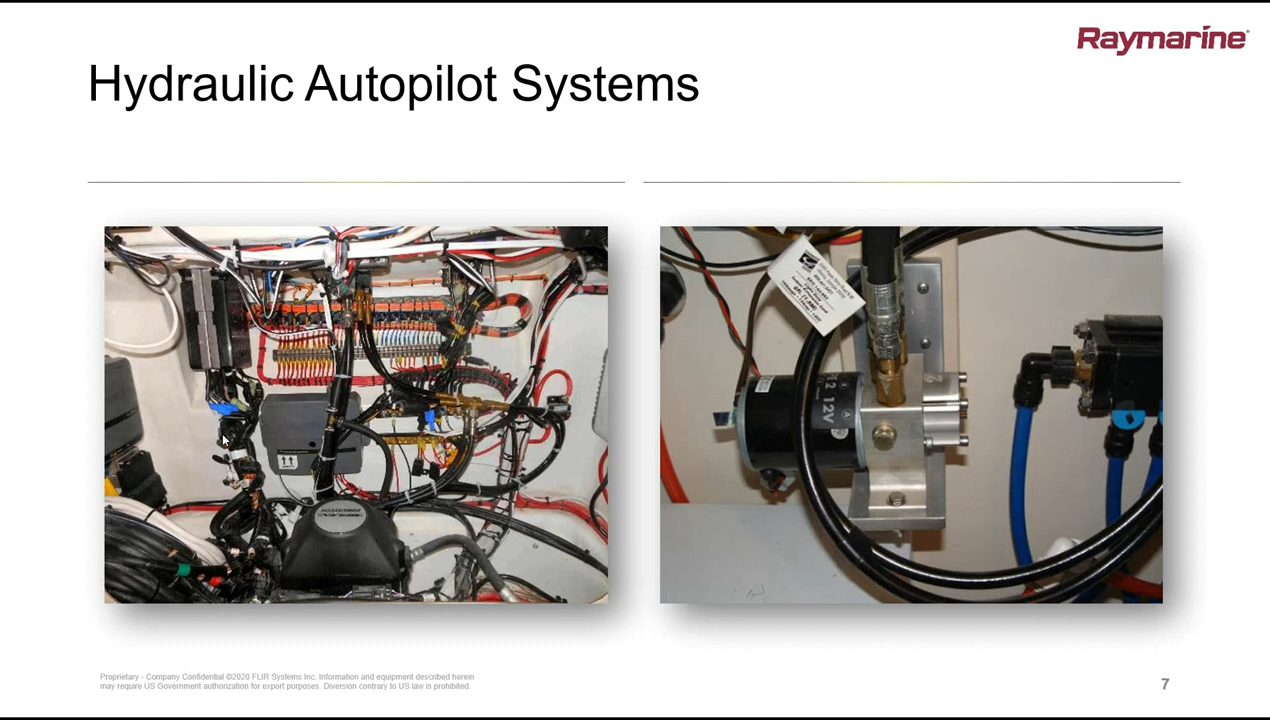 Raymarine
Hydraulic Autopilot Systems
12V
Proprietary - Company Confidential ©2020 FLIR Systems Inc. Information and equipment described herein
may require US Government authorization for export purposes. Diversion contrary to US law is prohibited.
7